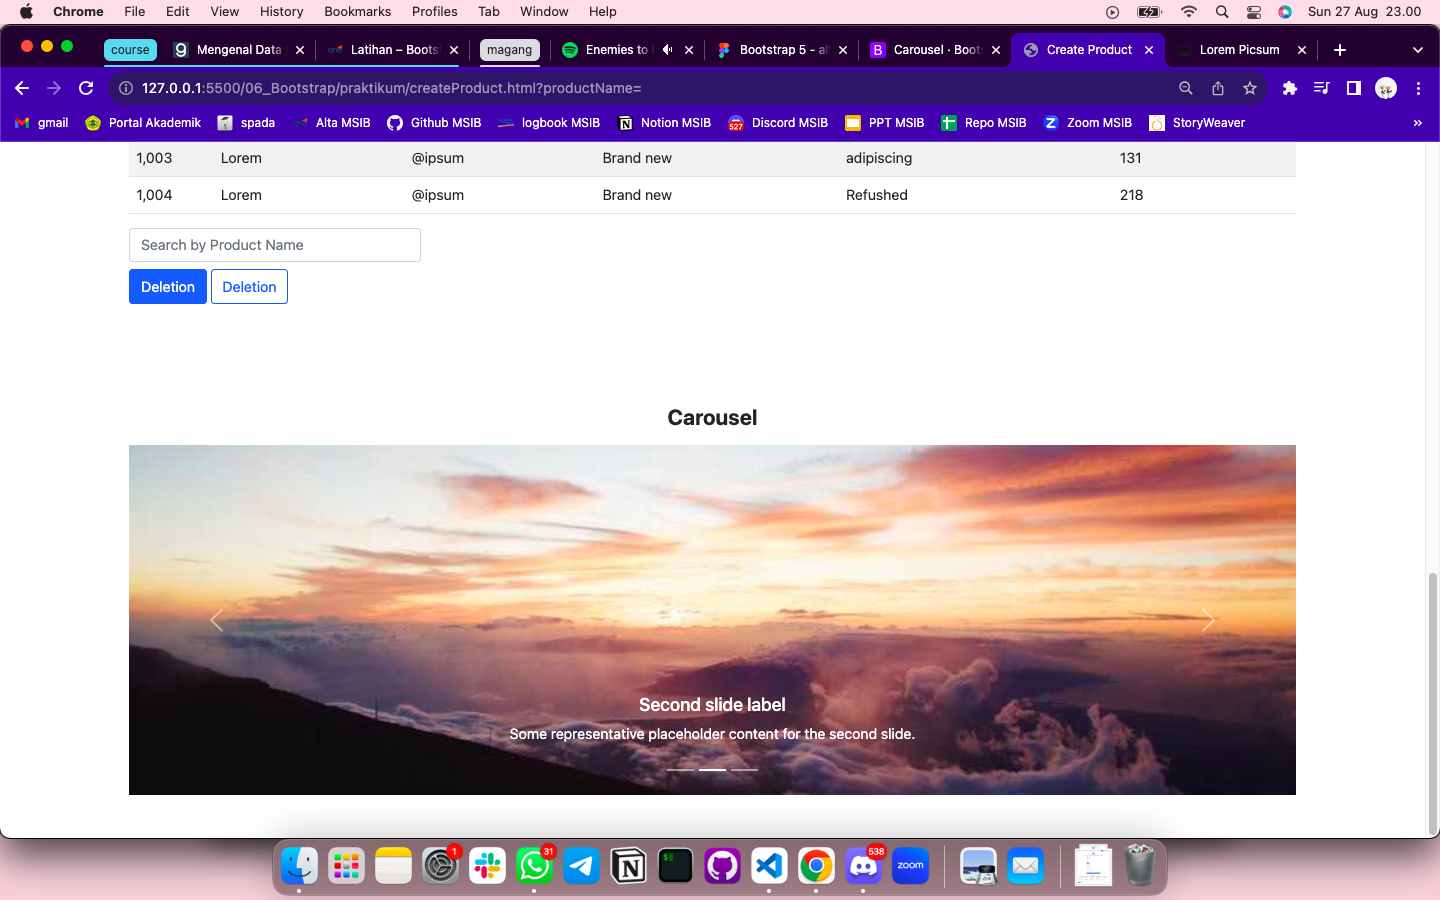 Chrome File Edit View History Bookmarks Profiles Tab Window Help Sun 27 Aug 23.00
course Mengenal Data Latihan – Boots magang Enemies to Bootstrap 5 - al Carousel · Boot Create Product Lorem Picsum
127.0.0.1:5500/06_Bootstrap/praktikum/createProduct.html?productName=
gmail Portal Akademik spada Alta MSIB Github MSIB logbook MSIB Notion MSIB 527 Discord MSIB PPT MSIB Repo MSIB Zoom MSIB StoryWeaver »
1,003 Lorem @ipsum Brand new adipiscing 131
1,004 Lorem @ipsum Brand new Refushed 218
Search by Product Name
Deletion Deletion
Carousel
Second slide label
Some representative placeholder content for the second slide.
1 31 538
zoom